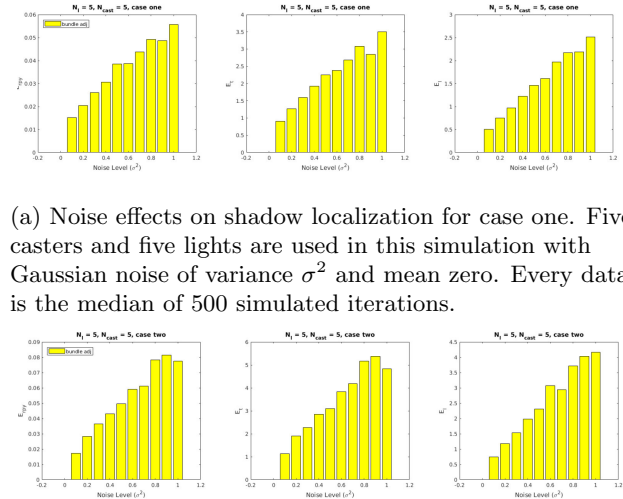 N_l = 5, N_cast = 5, case one N_l = 5, N_cast = 5, case one N_l = 5, N_cast = 5, case one
bundle adj
0.06
0.05
0.04
0.03
0.02
0.01
0
-0.2 0 0.2 0.4 0.6 0.8 1 1.2
Noise Level (σ²)
E_t
4
3.5
3
2.5
2
1.5
1
0.5
0
-0.2 0 0.2 0.4 0.6 0.8 1 1.2
Noise Level (σ²)
E_l
3
2.5
2
1.5
1
0.5
0
-0.2 0 0.2 0.4 0.6 0.8 1 1.2
Noise Level (σ²)
(a) Noise effects on shadow localization for case one. Five
casters and five lights are used in this simulation with
Gaussian noise of variance σ² and mean zero. Every data
is the median of 500 simulated iterations.
N_l = 5, N_cast = 5, case two N_l = 5, N_cast = 5, case two N_l = 5, N_cast = 5, case two
bundle adj
E_rpy
0.09
0.08
0.07
0.06
0.05
0.04
0.03
0.02
0.01
0
-0.2 0 0.2 0.4 0.6 0.8 1 1.2
Noise Level (σ²)
E_t
6
5
4
3
2
1
0
-0.2 0 0.2 0.4 0.6 0.8 1 1.2
Noise Level (σ²)
E_l
4.5
4
3.5
3
2.5
2
1.5
1
0.5
0
-0.2 0 0.2 0.4 0.6 0.8 1 1.2
Noise Level (σ²)